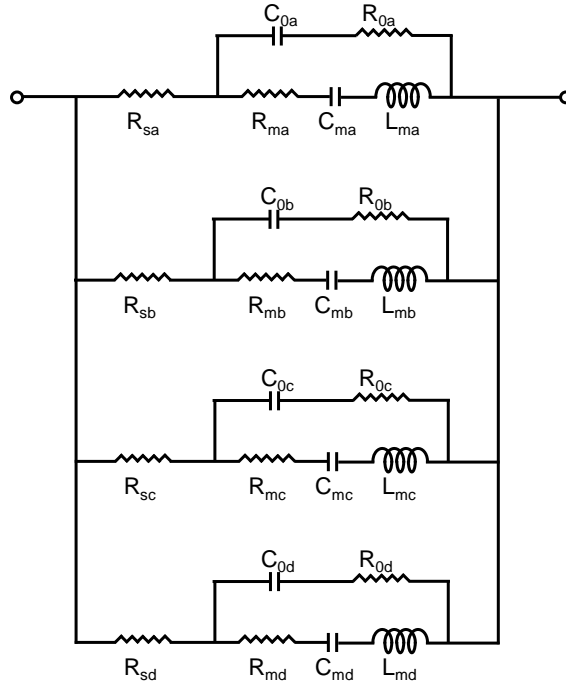 C0a R0a
Rsa Rma Cma Lma
C0b R0b
Rsb Rmb Cmb Lmb
C0c R0c
Rsc Rmc Cmc Lmc
C0d R0d
Rsd Rmd Cmd Lmd